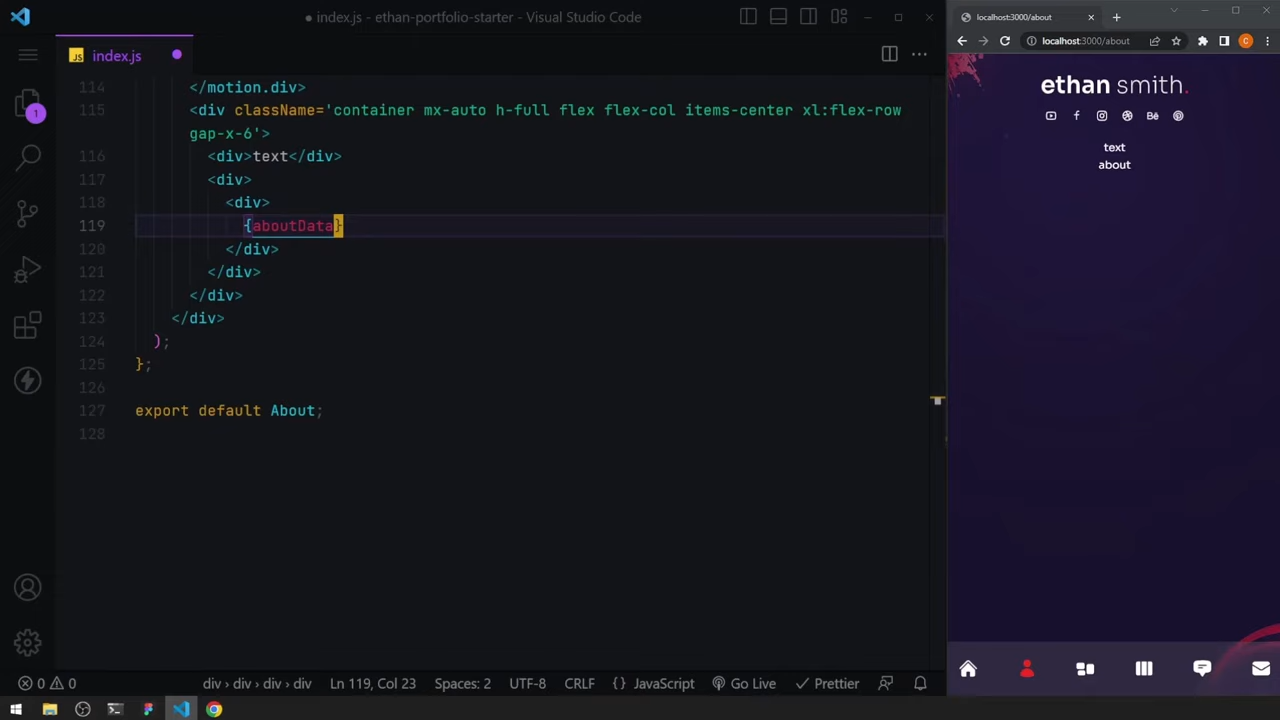 ● index.js - ethan-portfolio-starter - Visual Studio Code
JS index.js
114 </motion.div>
115 <div className='container mx-auto h-full flex flex-col items-center xl:flex-row
gap-x-6'>
116 <div>text</div>
117 <div>
118 <div>
119 {aboutData}
120 </div>
121 </div>
122 </div>
123 </div>
124 );
125 };
126
127 export default About;
128
1
0 0 div › div › div › div Ln 119, Col 23 Spaces: 2 UTF-8 CRLF {} JavaScript Go Live Prettier
localhost:3000/about
localhost:3000/about
C
ethan smith.
Bē
text
about